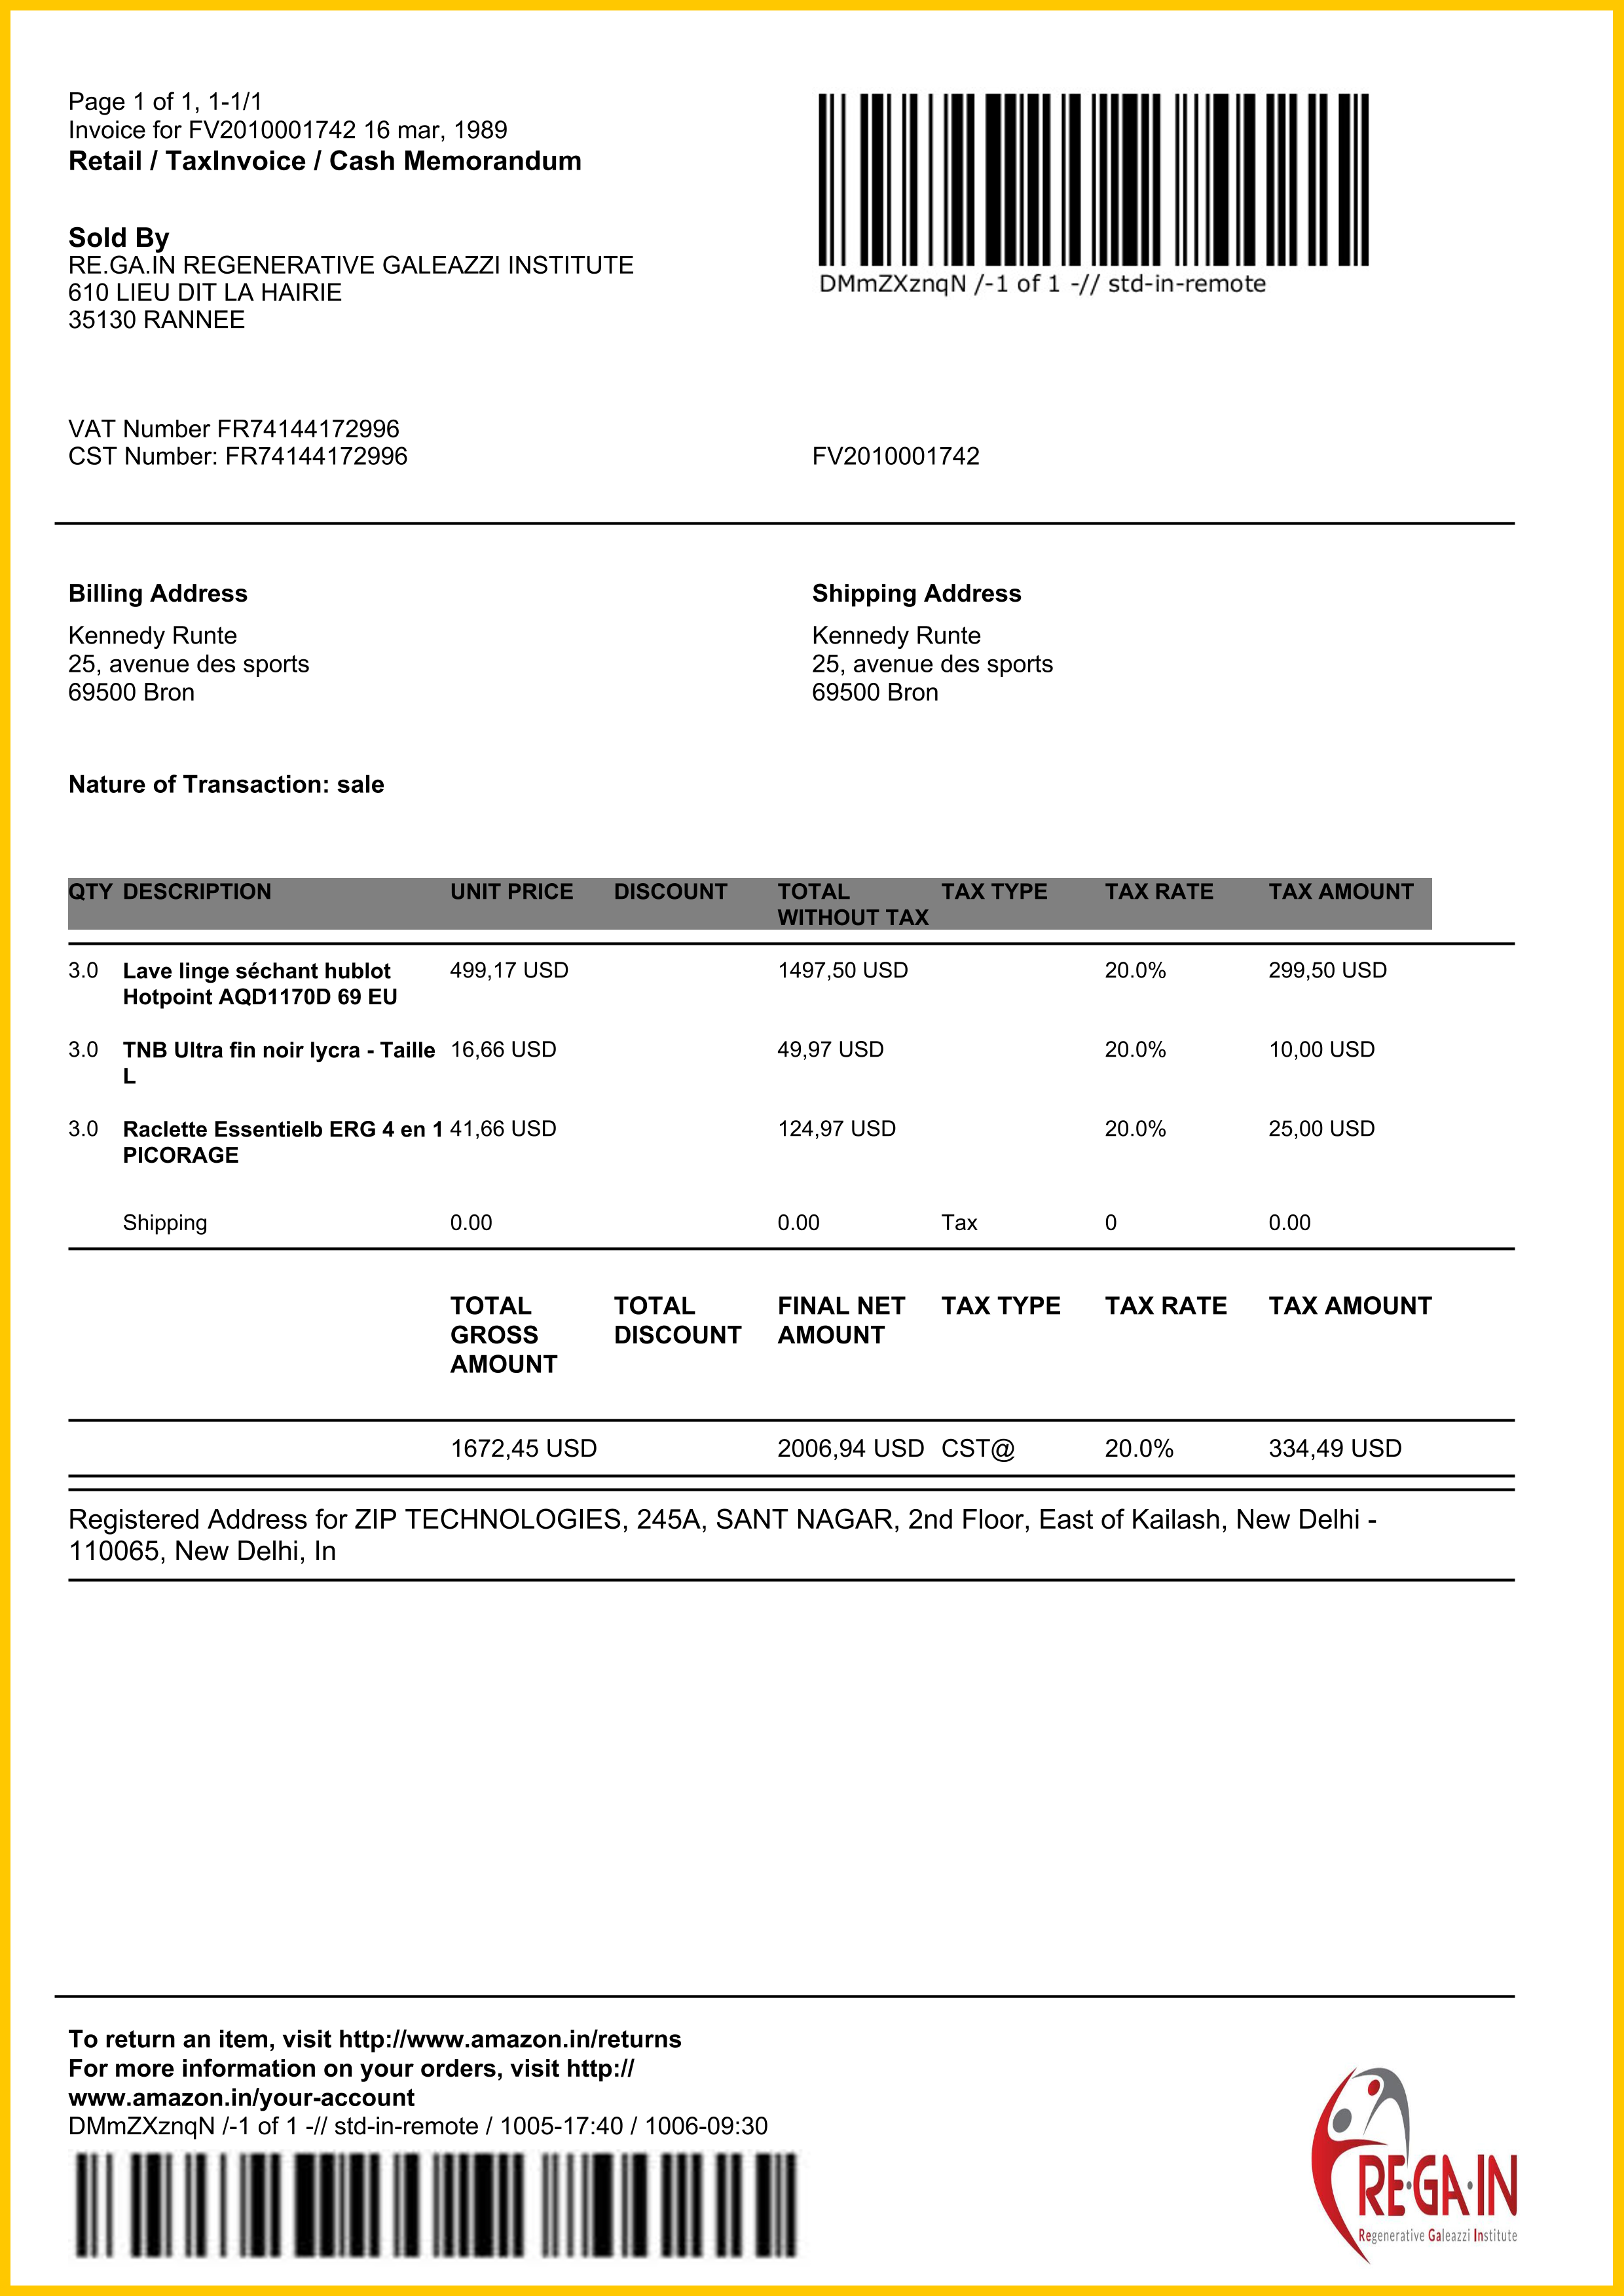 Page 1 of 1, 1-1/1
Invoice for FV2010001742 16 mar, 1989
Retail / TaxInvoice / Cash Memorandum
DMmZXznqN /-1 of 1 -// std-in-remote
Sold By
RE.GA.IN REGENERATIVE GALEAZZI INSTITUTE
610 LIEU DIT LA HAIRIE
35130 RANNEE
VAT Number FR74144172996
CST Number: FR74144172996
FV2010001742
Billing Address
Kennedy Runte
25, avenue des sports
69500 Bron
Shipping Address
Kennedy Runte
25, avenue des sports
69500 Bron
Nature of Transaction: sale
QTY DESCRIPTION UNIT PRICE DISCOUNT TOTAL WITHOUT TAX TAX TYPE TAX RATE TAX AMOUNT
3.0 Lave linge séchant hublot 499,17 USD 1497,50 USD 20.0% 299,50 USD
Hotpoint AQD1170D 69 EU
3.0 TNB Ultra fin noir lycra - Taille 16,66 USD 49,97 USD 20.0% 10,00 USD
L
3.0 Raclette Essentielb ERG 4 en 1 41,66 USD 124,97 USD 20.0% 25,00 USD
PICORAGE
Shipping 0.00 0.00 Tax 0 0.00
TOTAL GROSS AMOUNT TOTAL DISCOUNT FINAL NET AMOUNT TAX TYPE TAX RATE TAX AMOUNT
1672,45 USD 2006,94 USD CST@ 20.0% 334,49 USD
Registered Address for ZIP TECHNOLOGIES, 245A, SANT NAGAR, 2nd Floor, East of Kailash, New Delhi -
110065, New Delhi, In
To return an item, visit http://www.amazon.in/returns
For more information on your orders, visit http://
www.amazon.in/your-account
DMmZXznqN /-1 of 1 -// std-in-remote / 1005-17:40 / 1006-09:30
RE·GA·IN
Regenerative Galeazzi Institute